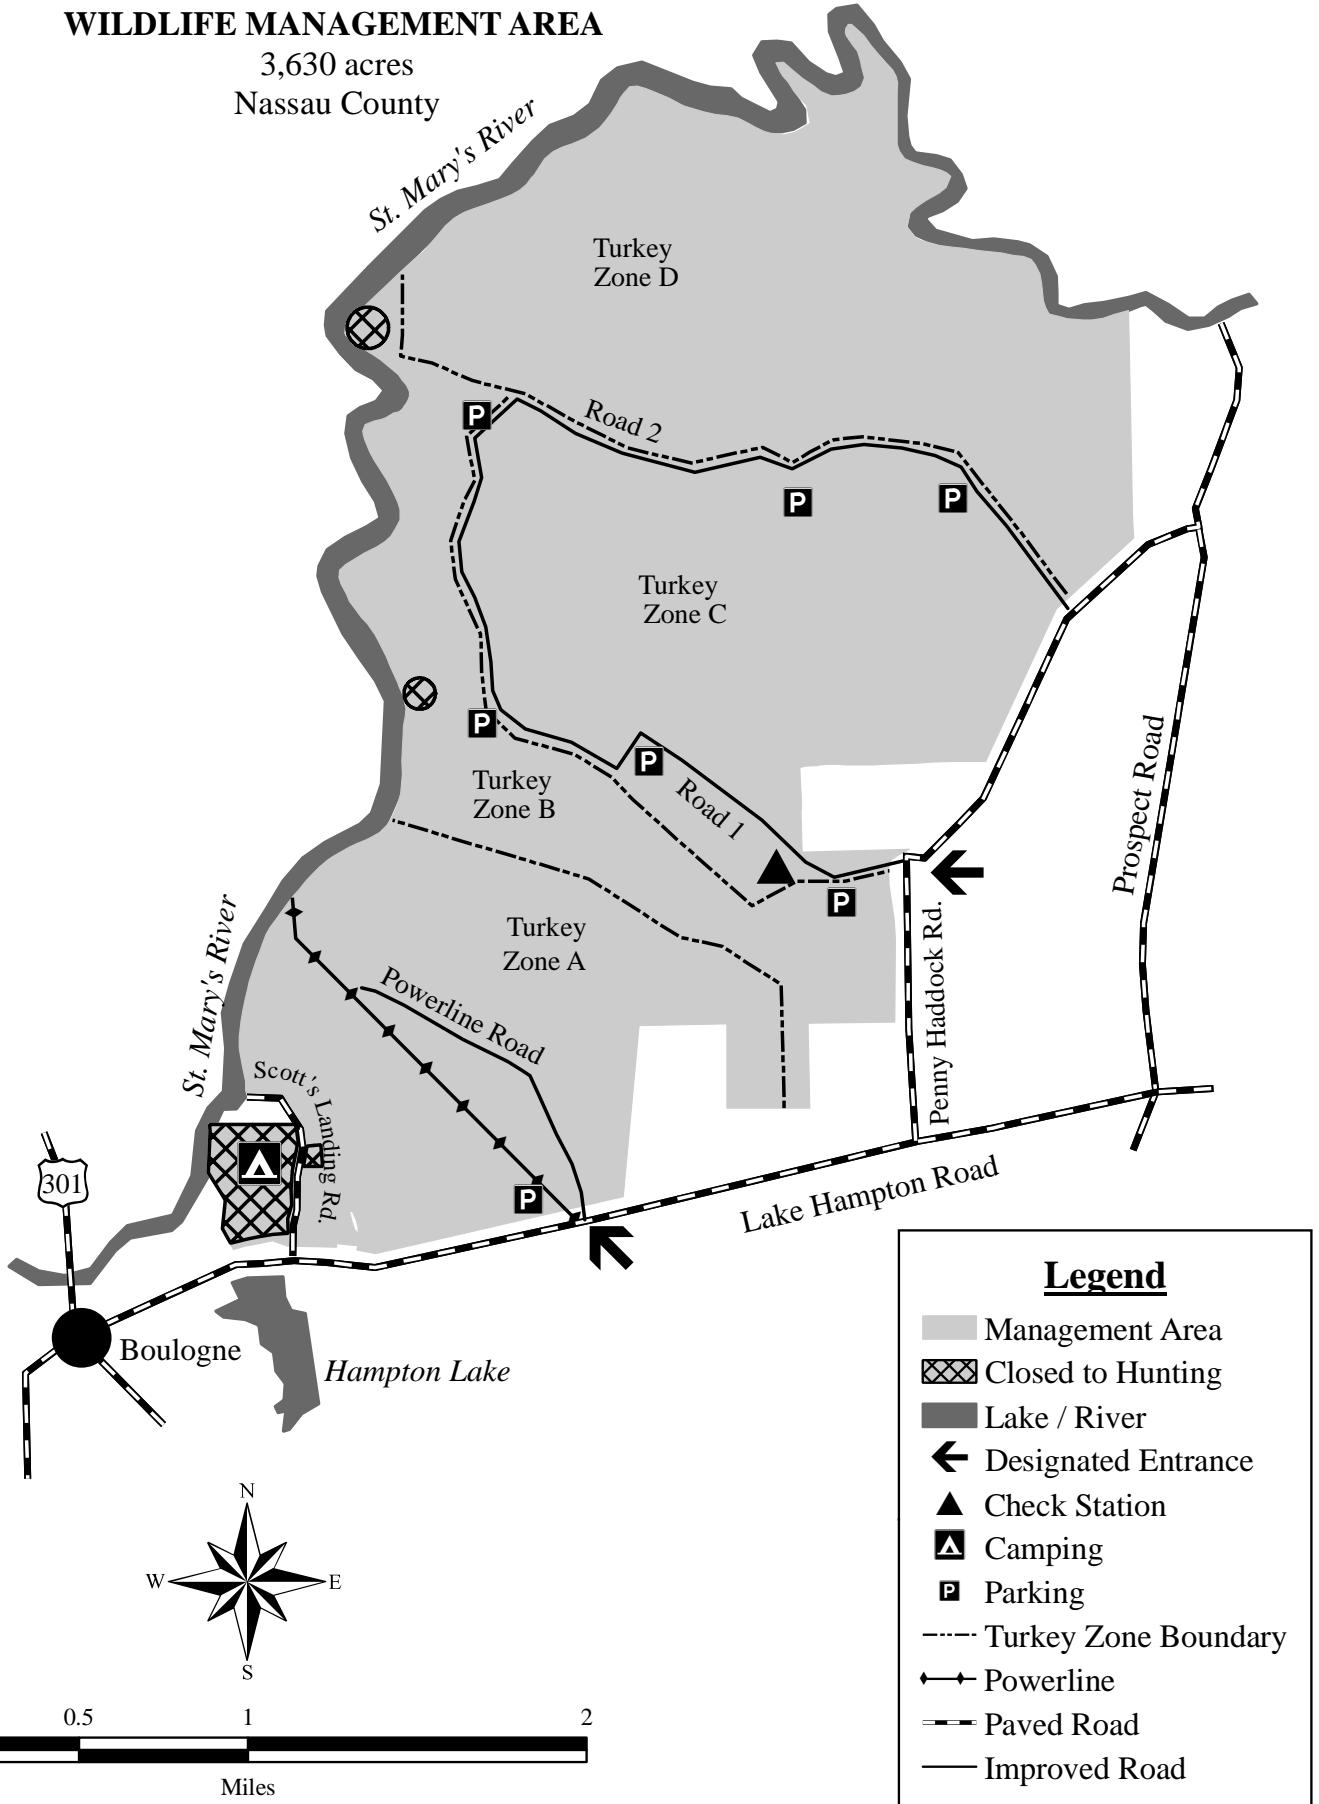 WILDLIFE MANAGEMENT AREA
3,630 acres
Nassau County
St. Mary's River
Turkey
Zone D
Road 2
P
P
P
Turkey
Zone C
P
P
Road 1
Turkey
Zone B
P
Prospect Road
Penny Haddock Rd.
Turkey
Zone A
Powerline Road
St. Mary's River
Scott's Landing Rd.
301
P
Lake Hampton Road
Boulogne
Hampton Lake
N
W
E
S
0.5
1
2
Miles
Legend
Management Area
Closed to Hunting
Lake / River
Designated Entrance
Check Station
Camping
P Parking
Turkey Zone Boundary
Powerline
Paved Road
Improved Road